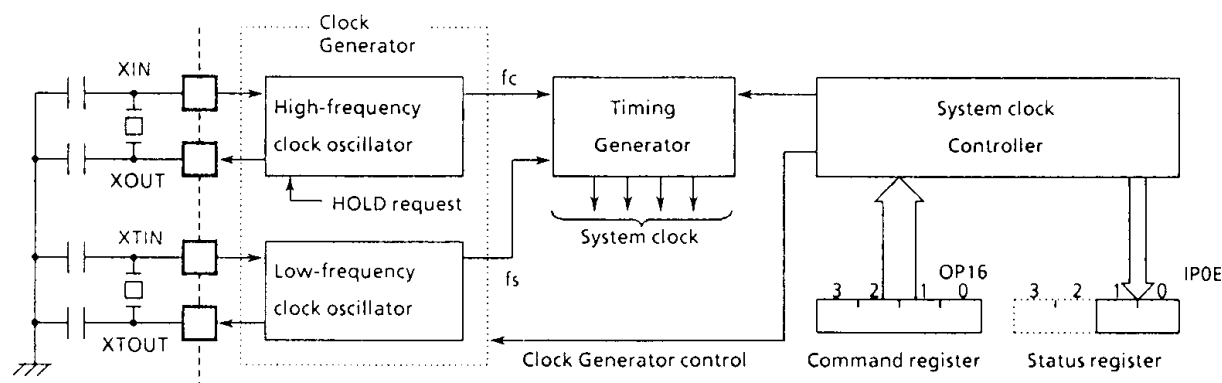 Clock
Generator
XIN
High-frequency
clock oscillator
fc
Timing
Generator
System clock
Controller
XOUT
HOLD request
System clock
XTIN
Low-frequency
clock oscillator
fs
XTOUT
OP16
3 2 1 0
IP0E
3 2 1 0
Clock Generator control
Command register
Status register